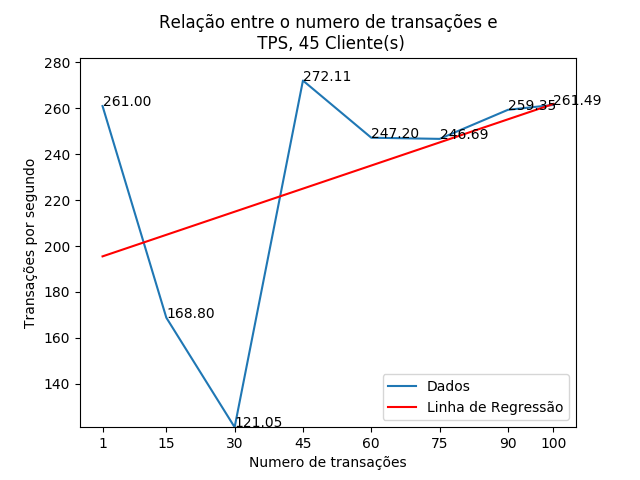 Relação entre o numero de transações e
TPS, 45 Cliente(s)
Transações por segundo
280
260
240
220
200
180
160
140
261.00
168.80
121.05
272.11
247.20
246.69
259.35
261.49
Dados
Linha de Regressão
1 15 30 45 60 75 90 100
Numero de transações